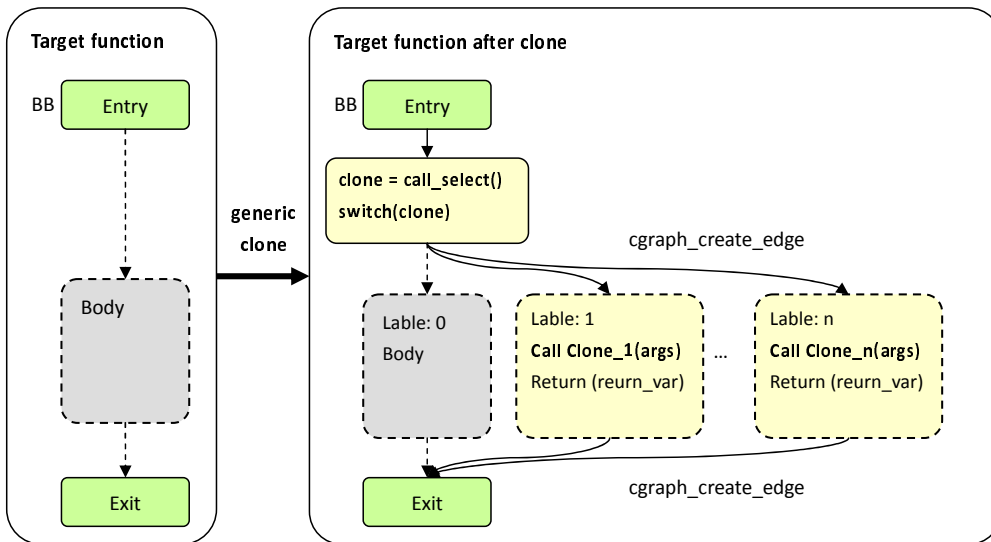 Target function
BB
Entry
Body
Exit
generic
clone
Target function after clone
BB
Entry
clone = call_select()
switch(clone)
cgraph_create_edge
Lable: 0
Body
Lable: 1
Call Clone_1(args)
Return (reurn_var)
...
Lable: n
Call Clone_n(args)
Return (reurn_var)
Exit
cgraph_create_edge